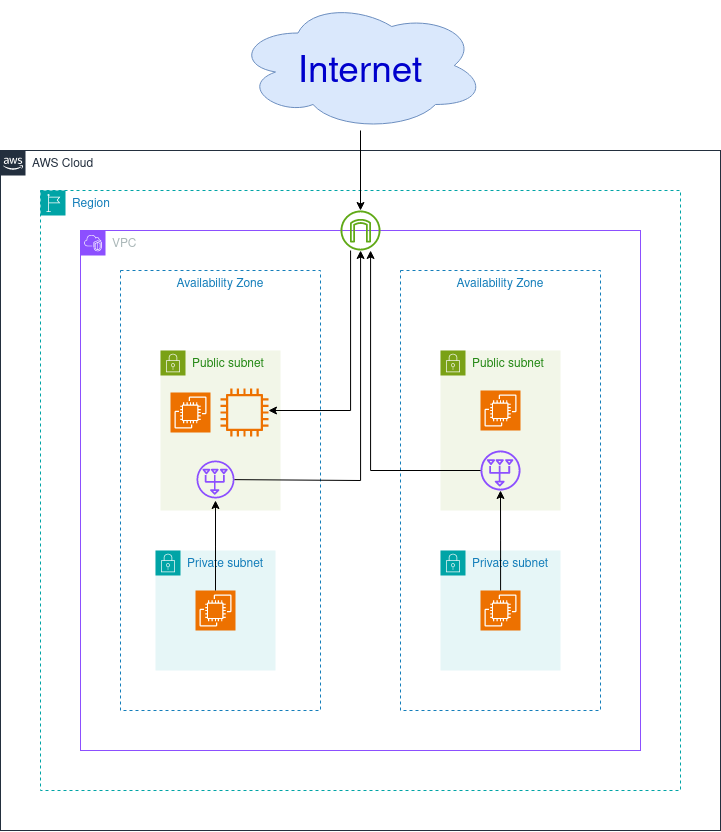 Internet
aws
AWS Cloud
Region
VPC
Availability Zone
Availability Zone
Public subnet
Public subnet
Private subnet
Private subnet